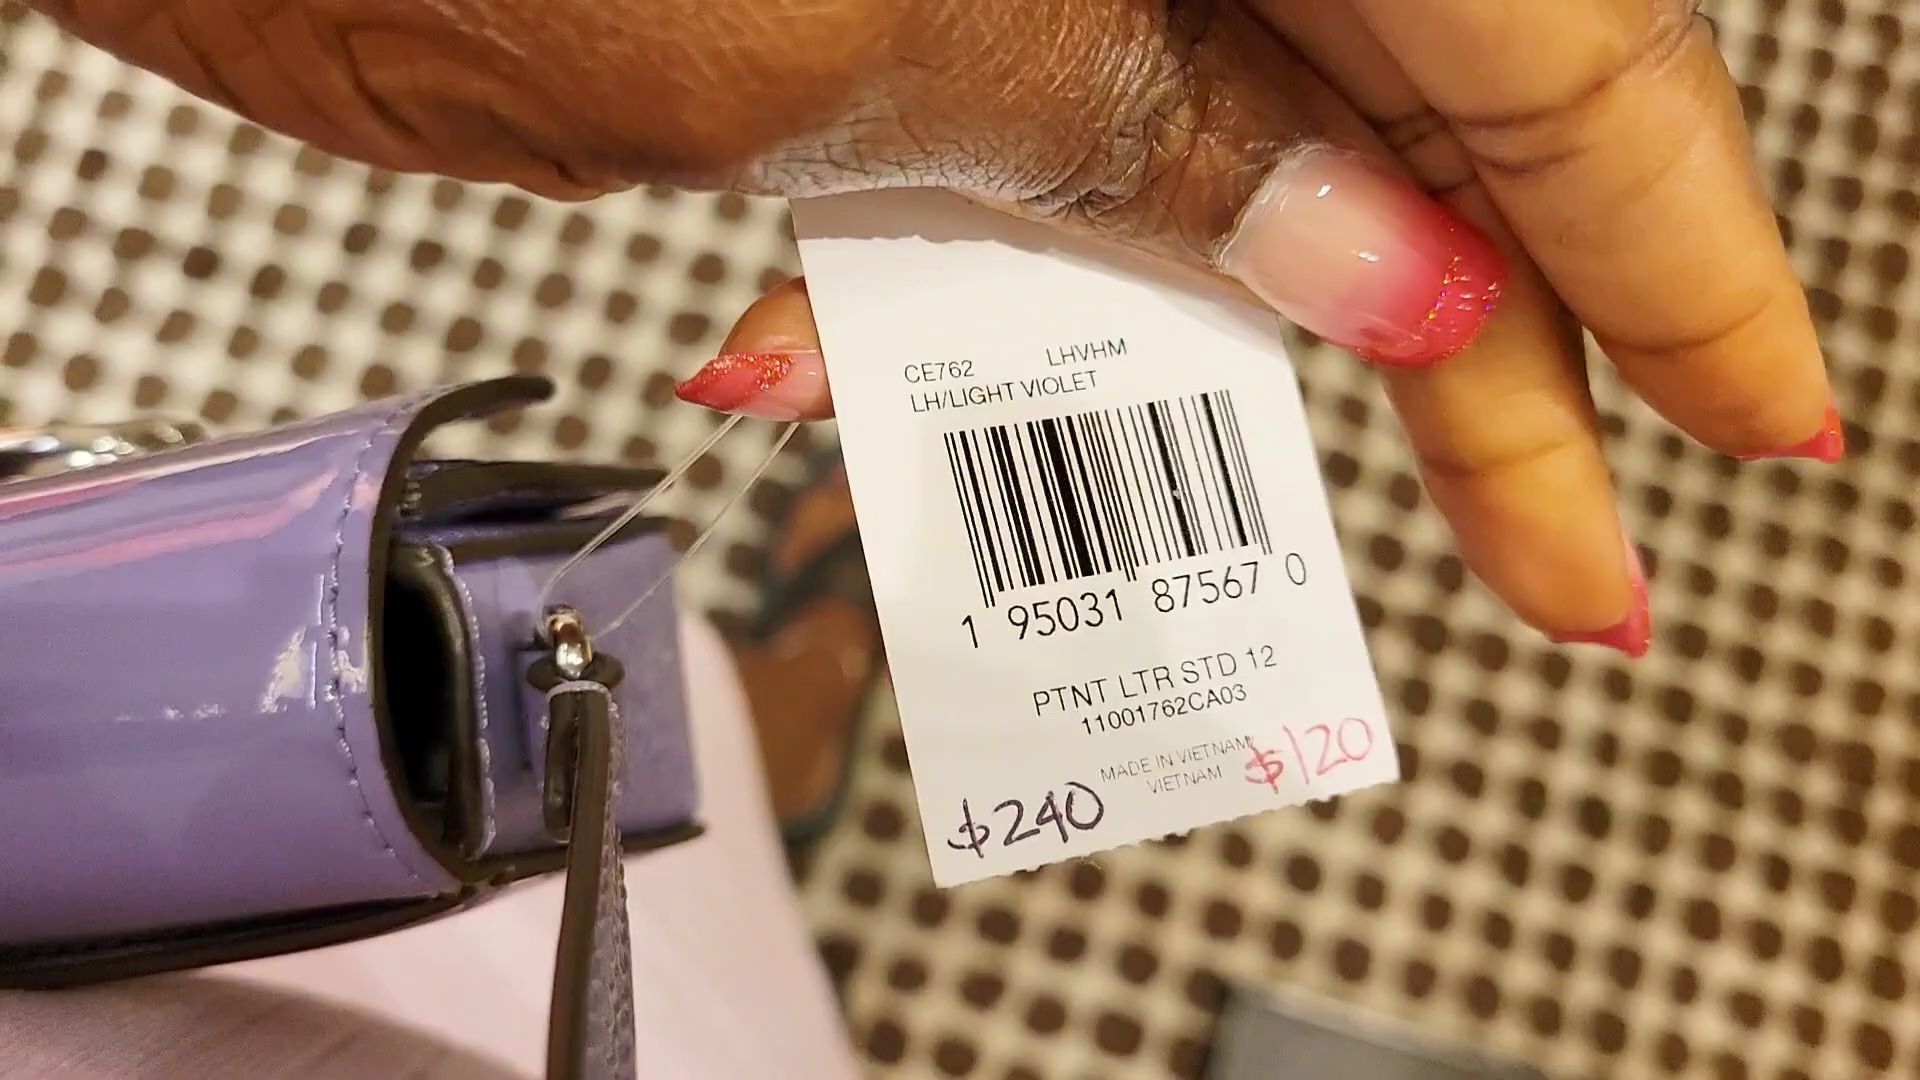 CE762 LHVHM
LH/LIGHT VIOLET
1 95031 87567 0
PTNT LTR STD 12
11001762CA03
MADE IN VIETNAM
VIETNAM
$240 $120